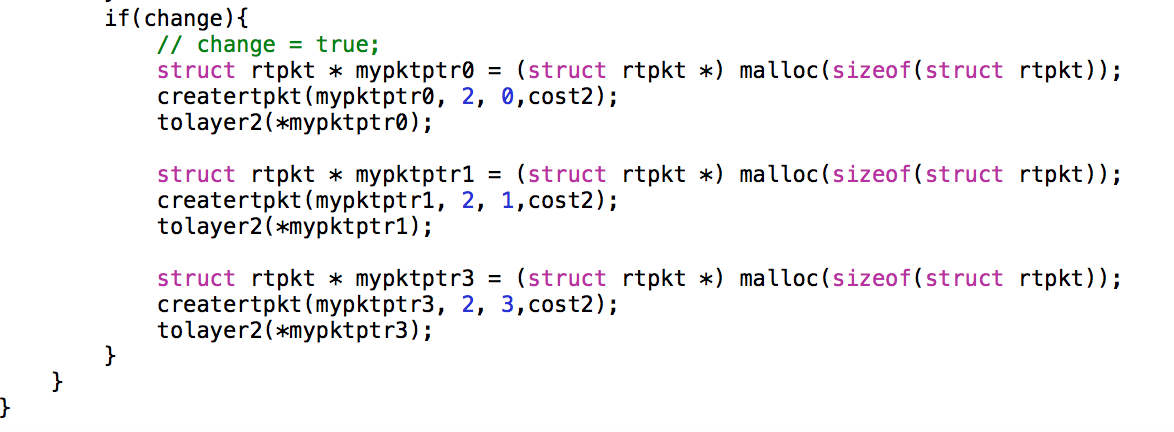 if(change){
// change = true;
struct rtpkt * mypktptr0 = (struct rtpkt *) malloc(sizeof(struct rtpkt));
creatertpkt(mypktptr0, 2, 0,cost2);
tolayer2(*mypktptr0);
struct rtpkt * mypktptr1 = (struct rtpkt *) malloc(sizeof(struct rtpkt));
creatertpkt(mypktptr1, 2, 1,cost2);
tolayer2(*mypktptr1);
struct rtpkt * mypktptr3 = (struct rtpkt *) malloc(sizeof(struct rtpkt));
creatertpkt(mypktptr3, 2, 3,cost2);
tolayer2(*mypktptr3);
}
}
}